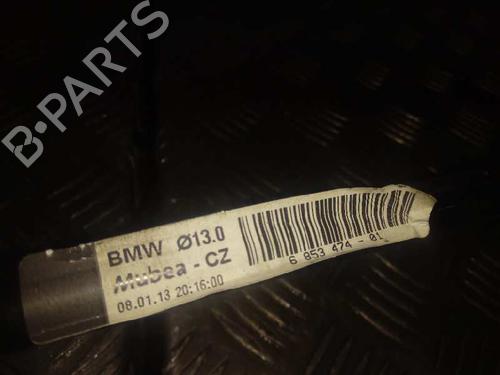 B-PARTS
BMW Ø13.0
Mubea - CZ
08.01.13 20:16:00
6 853 474 - 01